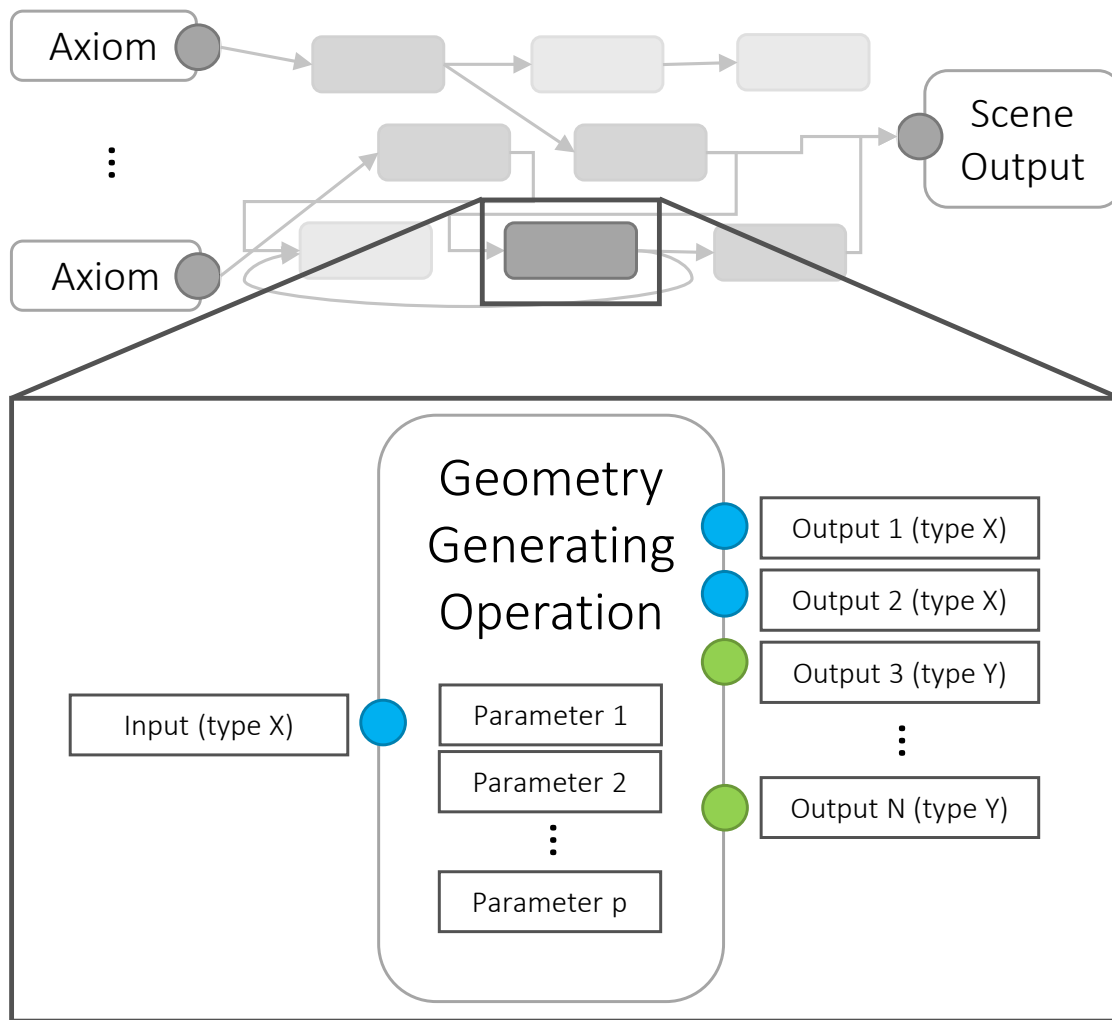 Axiom
Scene
Output
⋮
Axiom
Geometry
Generating
Operation
Input (type X)
Parameter 1
Parameter 2
⋮
Parameter p
Output 1 (type X)
Output 2 (type X)
Output 3 (type Y)
⋮
Output N (type Y)